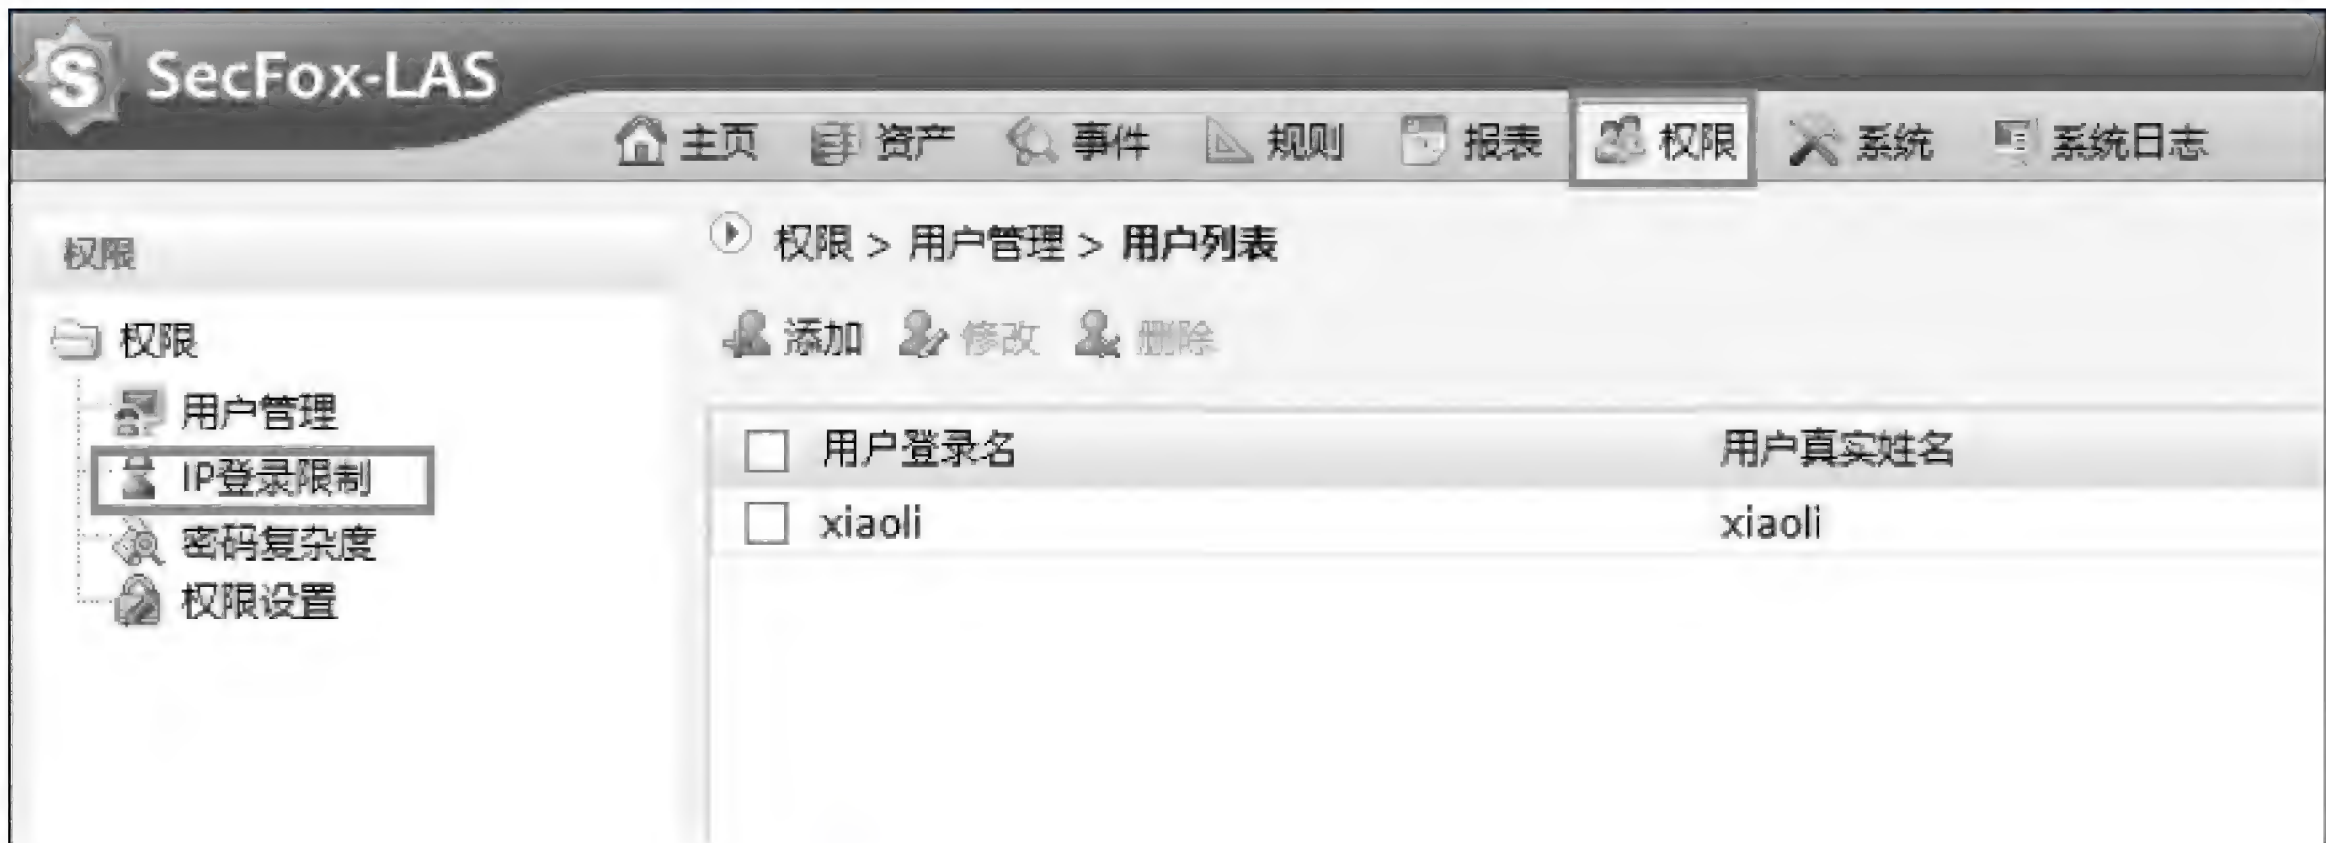 SecFox-LAS
主页 资产 事件 规则 报表 权限 系统 系统日志
权限
权限
用户管理
IP登录限制
密码复杂度
权限设置
权限 > 用户管理 > 用户列表
添加 修改 删除
用户登录名 用户真实姓名
xiaoli xiaoli